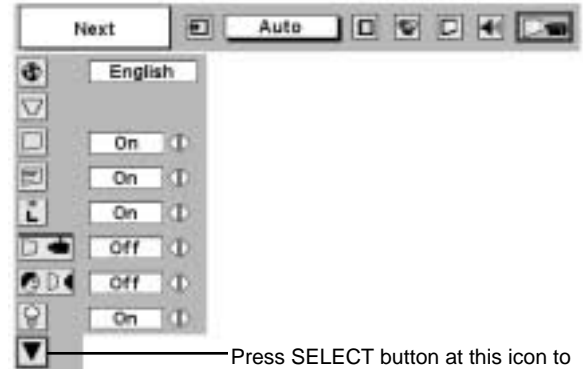 Next
Auto
English
On
On
On
Off
Off
On
Press SELECT button at this icon to